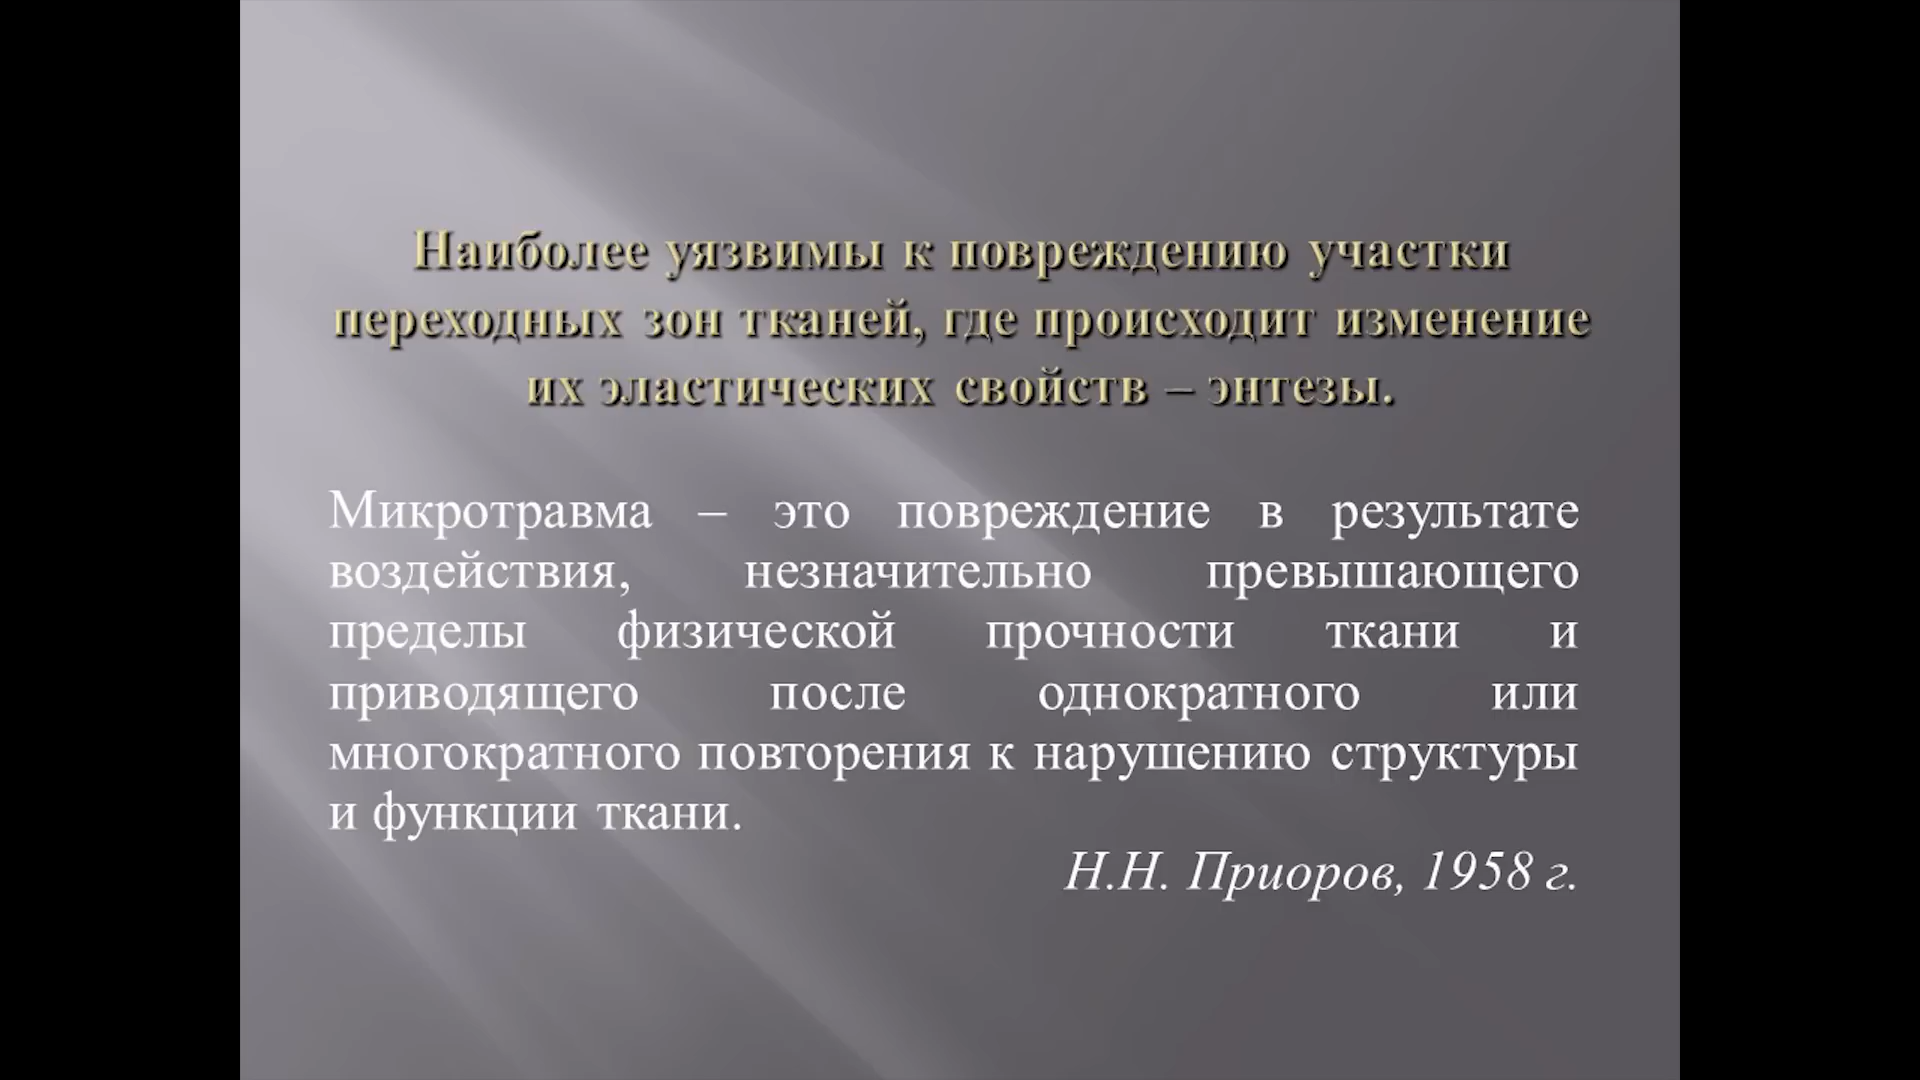 Наиболее уязвимы к повреждению участки
переходных зон тканей, где происходит изменение
их эластических свойств – энтезы.
Микротравма – это повреждение в результате
воздействия, незначительно превышающего
пределы физической прочности ткани и
приводящего после однократного или
многократного повторения к нарушению структуры
и функции ткани.
Н.Н. Приоров, 1958 г.